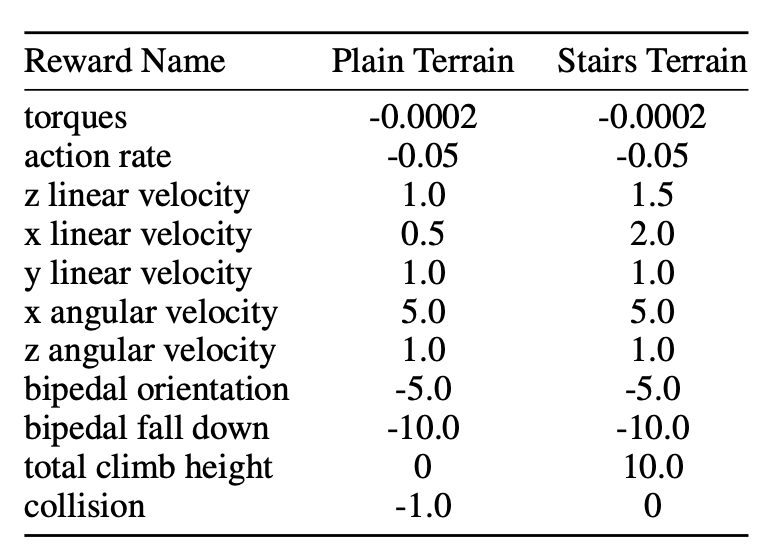 Reward Name Plain Terrain Stairs Terrain
torques -0.0002 -0.0002
action rate -0.05 -0.05
z linear velocity 1.0 1.5
x linear velocity 0.5 2.0
y linear velocity 1.0 1.0
x angular velocity 5.0 5.0
z angular velocity 1.0 1.0
bipedal orientation -5.0 -5.0
bipedal fall down -10.0 -10.0
total climb height 0 10.0
collision -1.0 0